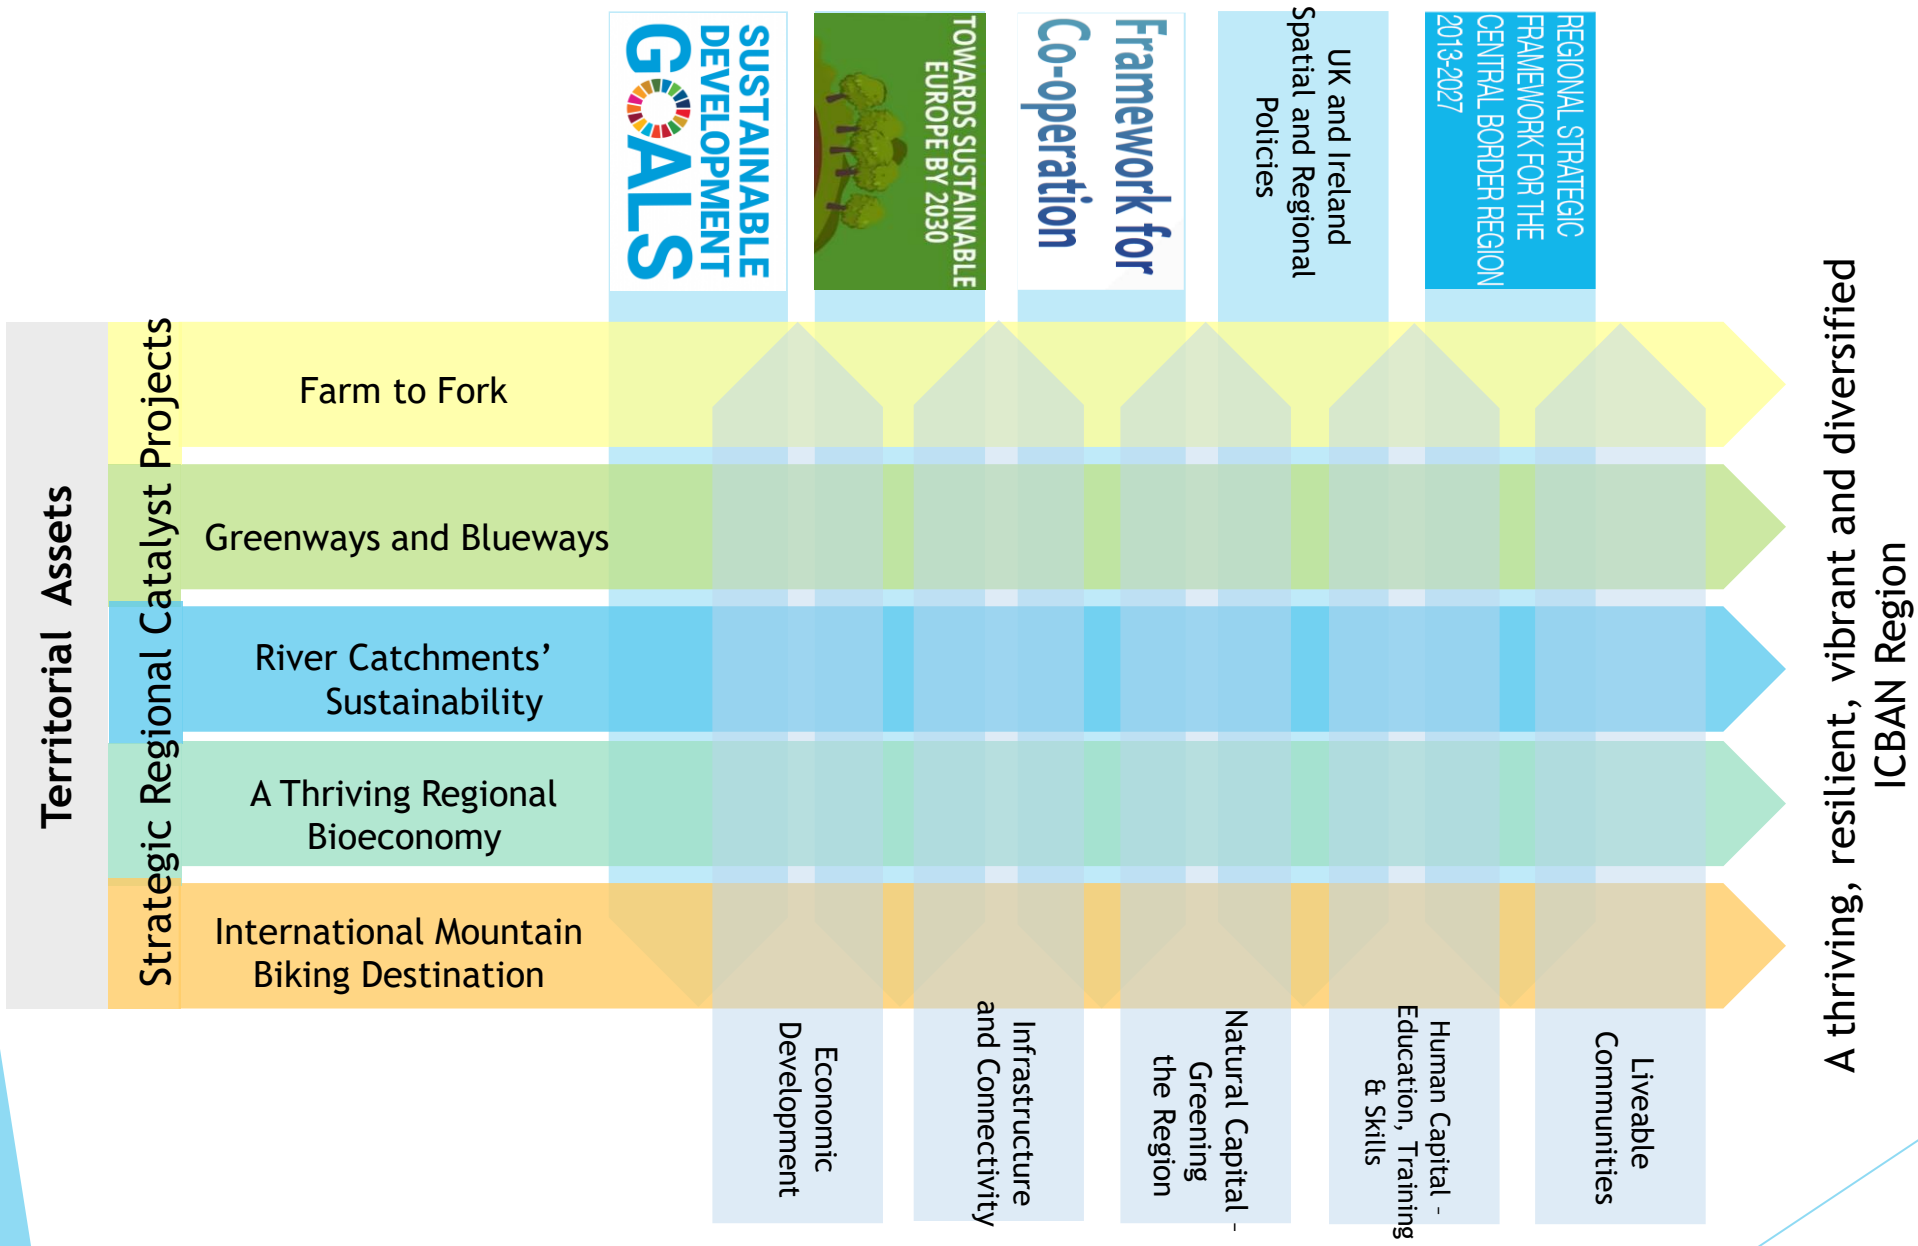 SUSTAINABLE
DEVELOPMENT
GOALS
TOWARDS SUSTAINABLE
EUROPE BY 2030
Framework for
Co-operation
UK and Ireland
Spatial and Regional
Policies
REGIONAL STRATEGIC
FRAMEWORK FOR THE
CENTRAL BORDER REGION
2013-2027
Territorial Assets
Strategic Regional Catalyst Projects
Farm to Fork
Greenways and Blueways
River Catchments’
Sustainability
A Thriving Regional
Bioeconomy
International Mountain
Biking Destination
Economic
Development
Infrastructure
and Connectivity
Natural Capital -
Greening
the Region
Human Capital -
Education, Training
& Skills
Liveable
Communities
A thriving, resilient, vibrant and diversified
ICBAN Region